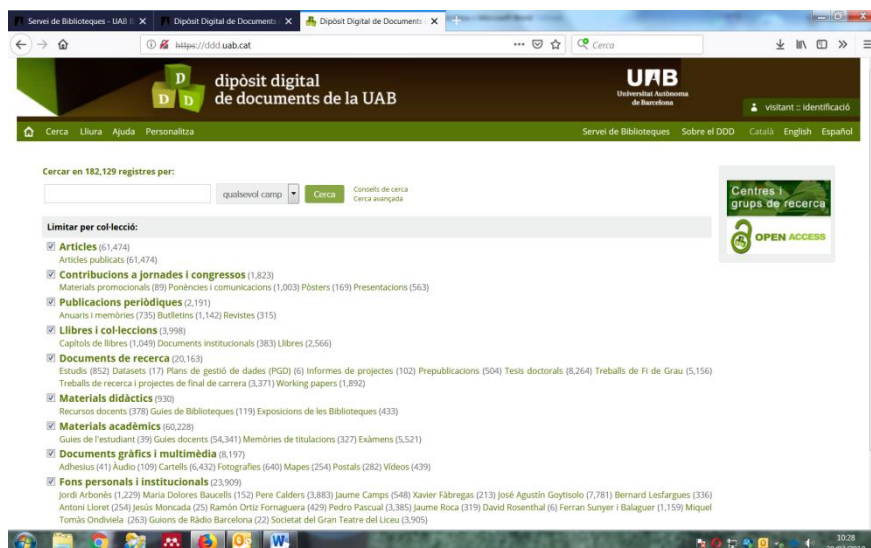 Servei de Biblioteques - UAB
Dipòsit Digital de Documents
Dipòsit Digital de Documents
https://ddd.uab.cat
Cerca
D
D D
dipòsit digital
de documents de la UAB
UAB
Universitat Autònoma
de Barcelona
visitant :: identificació
Cerca Lliura Ajuda Personalitza
Servei de Biblioteques Sobre el DDD Català English Español
Cercar en 182,129 registres per:
qualsevol camp Cerca Consells de cerca
Cerca avançada
Centres i
grups de recerca
OPEN ACCESS
Limitar per col·lecció:
Articles (61,474)
Articles publicats (61,474)
Contribucions a jornades i congressos (1,823)
Materials promocionals (89) Ponències i comunicacions (1,003) Pòsters (169) Presentacions (563)
Publicacions periòdiques (2,191)
Anuaris i memòries (735) Butlletins (1,142) Revistes (315)
Llibres i col·leccions (3,998)
Capítols de llibres (1,049) Documents institucionals (383) Llibres (2,566)
Documents de recerca (20,163)
Estudis (852) Datasets (17) Plans de gestió de dades (PGD) (6) Informes de projectes (102) Prepublicacions (504) Tesis doctorals (8,264) Treballs de Fi de Grau (5,156)
Treballs de recerca i projectes de final de carrera (3,371) Working papers (1,892)
Materials didàctics (930)
Recursos docents (378) Guies de Biblioteques (119) Exposicions de les Biblioteques (433)
Materials acadèmics (60,228)
Guies de l'estudiant (39) Guies docents (54,341) Memòries de titulacions (327) Exàmens (5,521)
Documents gràfics i multimèdia (8,197)
Adhesius (41) Àudio (109) Cartells (6,432) Fotografies (640) Mapes (254) Postals (282) Vídeos (439)
Fons personals i institucionals (23,909)
Jordi Arbonès (1,229) Maria Dolores Baucells (152) Pere Calders (3,883) Jaume Camps (548) Xavier Fàbregas (213) José Agustín Goytisolo (7,781) Bernard Lesfargues (336)
Antoni Lloret (254) Jesús Moncada (25) Ramón Ortiz Fornaguera (429) Pedro Pascual (3,385) Jaume Roca (319) David Rosenthal (6) Ferran Sunyer i Balaguer (1,159) Miquel
Tomàs Ondiviela (263) Guions de Ràdio Barcelona (22) Societat del Gran Teatre del Liceu (3,905)
10:28